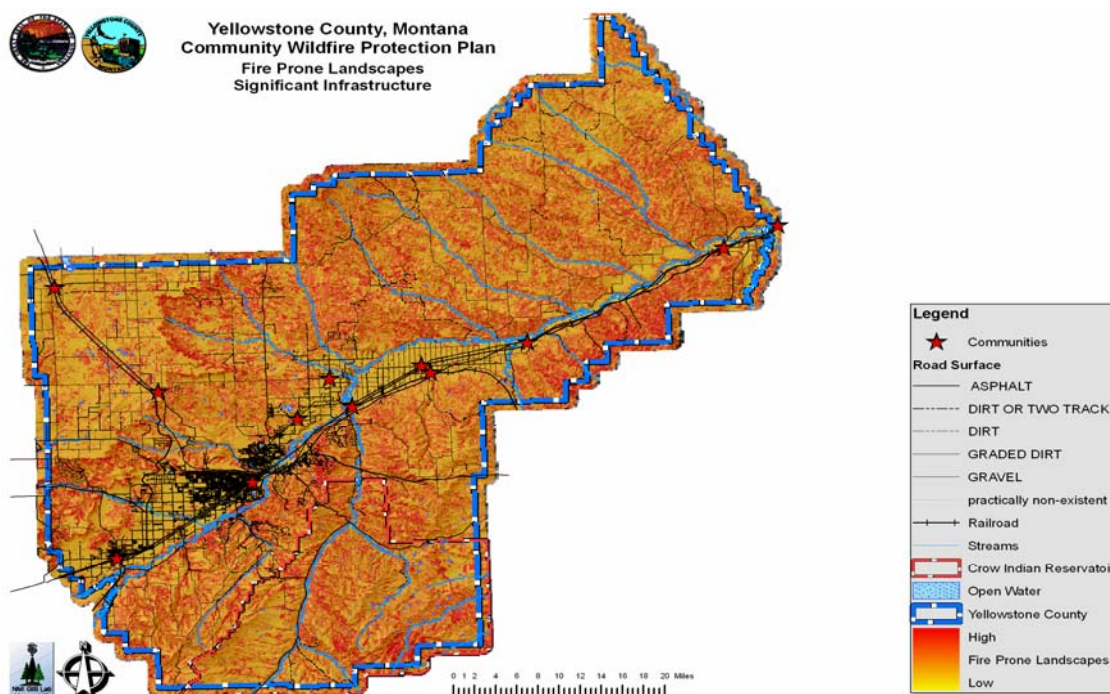 Yellowstone County, Montana
Community Wildfire Protection Plan
Fire Prone Landscapes
Significant Infrastructure
Legend
Communities
Road Surface
ASPHALT
DIRT OR TWO TRACK
DIRT
GRADED DIRT
GRAVEL
practically non-existent
Railroad
Streams
Crow Indian Reservatoi
Open Water
Yellowstone County
High
Fire Prone Landscapes
Low
0 1 2 4 6 8 10 12 14 16 18 20 Miles